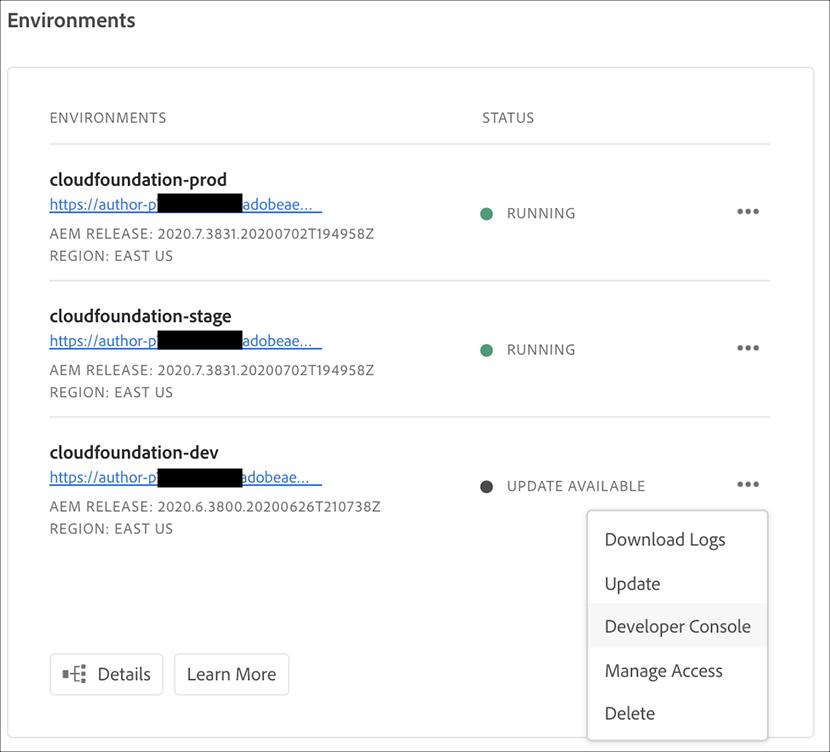 Environments
ENVIRONMENTS STATUS
cloudfoundation-prod
https://author-p adobeae...
RUNNING •••
AEM RELEASE: 2020.7.3831.20200702T194958Z
REGION: EAST US
cloudfoundation-stage
https://author-p adobeae...
RUNNING •••
AEM RELEASE: 2020.7.3831.20200702T194958Z
REGION: EAST US
cloudfoundation-dev
https://author-p adobeae...
UPDATE AVAILABLE •••
AEM RELEASE: 2020.6.3800.20200626T210738Z
REGION: EAST US
Download Logs
Update
Developer Console
Manage Access
Delete
Details Learn More